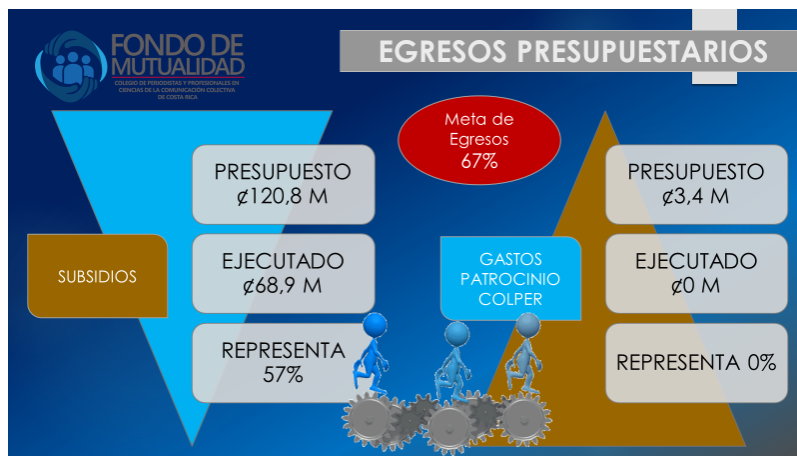 FONDO DE
MUTUALIDAD
COLEGIO DE PERIODISTAS Y PROFESIONALES EN
CIENCIAS DE LA COMUNICACIÓN COLECTIVA
DE COSTA RICA
EGRESOS PRESUPUESTARIOS
Meta de
Egresos
67%
SUBSIDIOS
PRESUPUESTO
₡120,8 M
EJECUTADO
₡68,9 M
REPRESENTA
57%
GASTOS
PATROCINIO
COLPER
PRESUPUESTO
₡3,4 M
EJECUTADO
₡0 M
REPRESENTA 0%